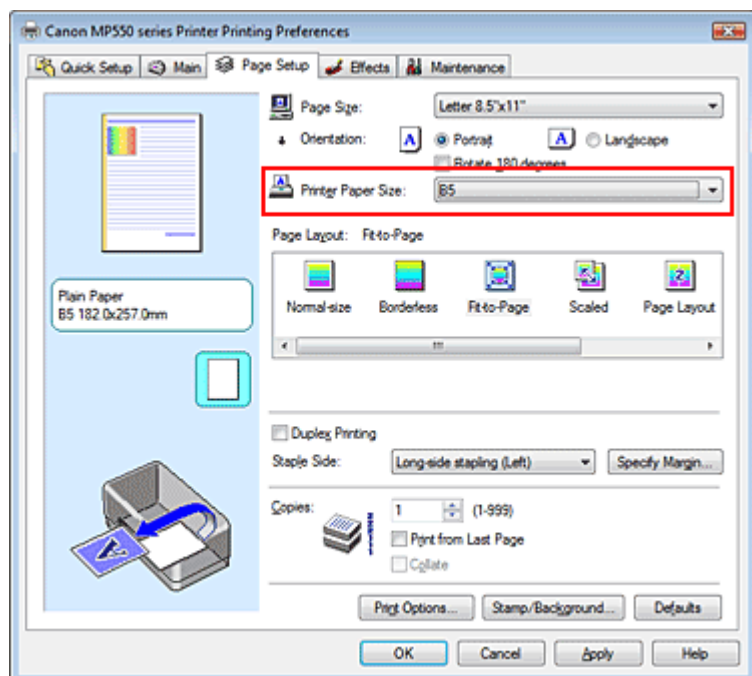 Canon MP550 series Printer Printing Preferences
Quick Setup Main Page Setup Effects Maintenance
Page Size: Letter 8.5"x11"
Orientation: A Portrait A Landscape
Rotate 180 degrees
Printer Paper Size: B5
Page Layout: Fit-to-Page
Normal-size Borderless Fit-to-Page Scaled Page Layout
Plain Paper
B5 182.0x257.0mm
Duplex Printing
Staple Side: Long-side stapling (Left) Specify Margin...
Copies: 1 (1-999)
Print from Last Page
Collate
Print Options... Stamp/Background... Defaults
OK Cancel Apply Help